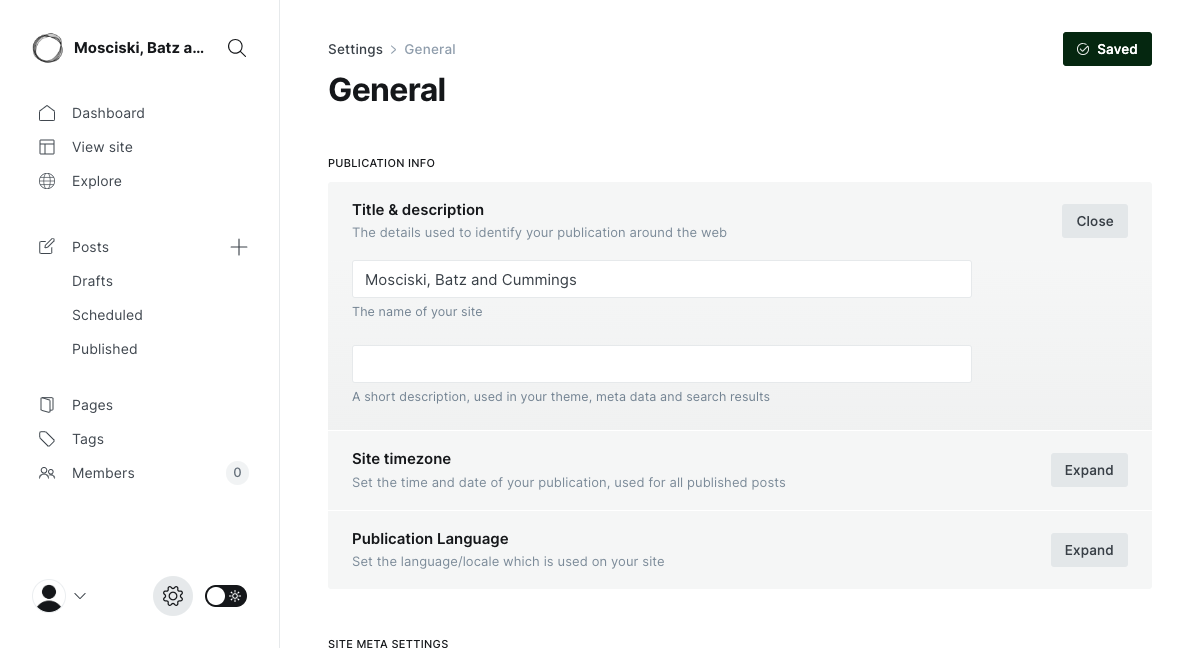 Mosciski, Batz a...
Dashboard
View site
Explore
Posts
Drafts
Scheduled
Published
Pages
Tags
Members 0
Settings General
Saved
General
PUBLICATION INFO
Title & description
The details used to identify your publication around the web
Close
Mosciski, Batz and Cummings
The name of your site
A short description, used in your theme, meta data and search results
Site timezone
Set the time and date of your publication, used for all published posts
Expand
Publication Language
Set the language/locale which is used on your site
Expand
SITE META SETTINGS